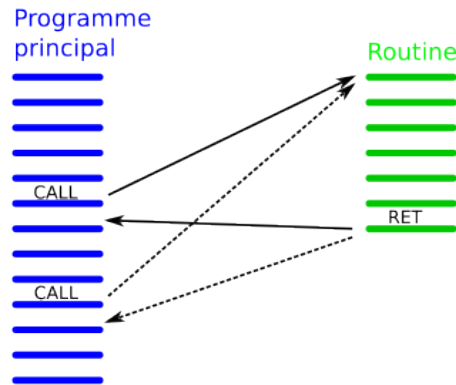 Programme
principal
Routine
CALL
RET
CALL